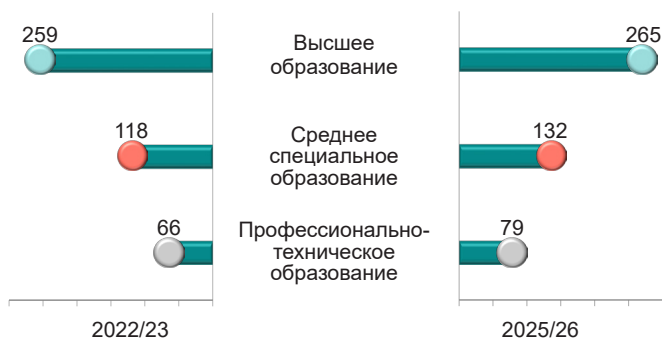 259
Высшее
образование
265
118
Среднее
специальное
образование
132
66
Профессионально-
техническое
образование
79
2022/23
2025/26